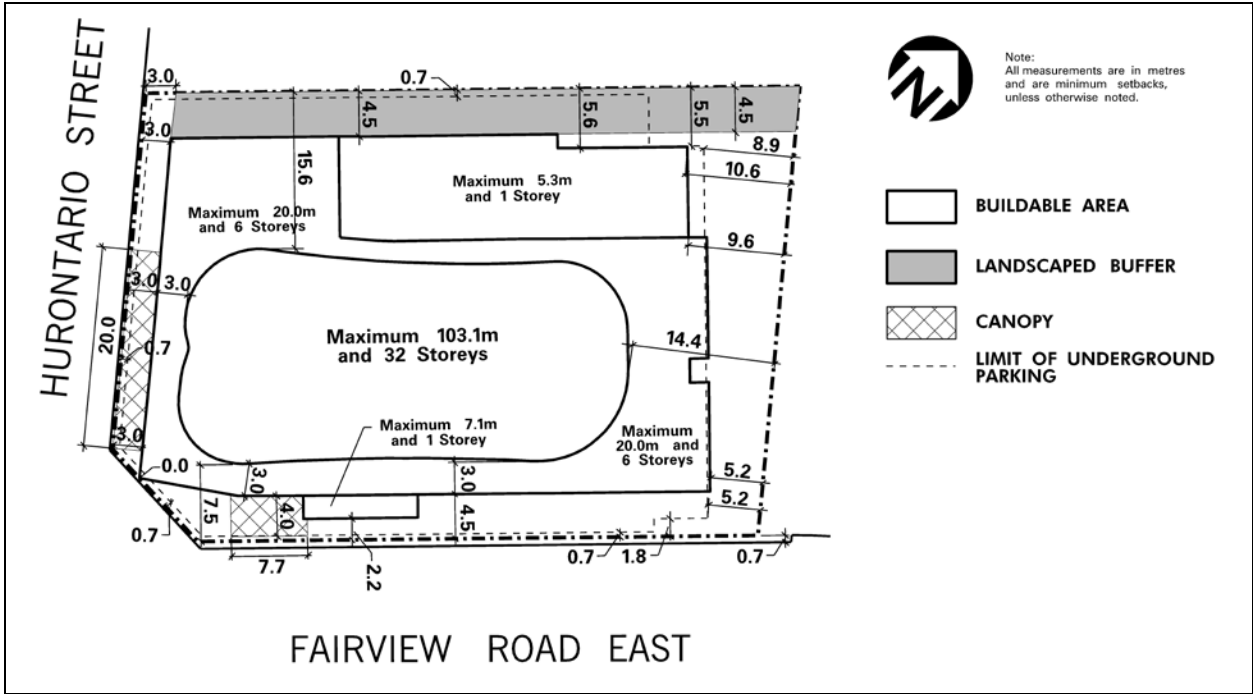 HURONTARIO STREET
3.0
0.7
4.5
5.6
5.5
4.5
3.0
15.6
8.9
10.6
Maximum 5.3m
and 1 Storey
Maximum 20.0m
and 6 Storeys
9.6
3.0
3.0
20.0
0.7
Maximum 103.1m
and 32 Storeys
14.4
Maximum 7.1m
and 1 Storey
Maximum
20.0m and
6 Storeys
3.0
0.0
3.0
3.0
5.2
5.2
7.5
4.0
4.5
0.7
7.7
2.2
0.7
1.8
0.7
FAIRVIEW ROAD EAST
N
Note:
All measurements are in metres
and are minimum setbacks,
unless otherwise noted.
BUILDABLE AREA
LANDSCAPED BUFFER
CANOPY
LIMIT OF UNDERGROUND
PARKING